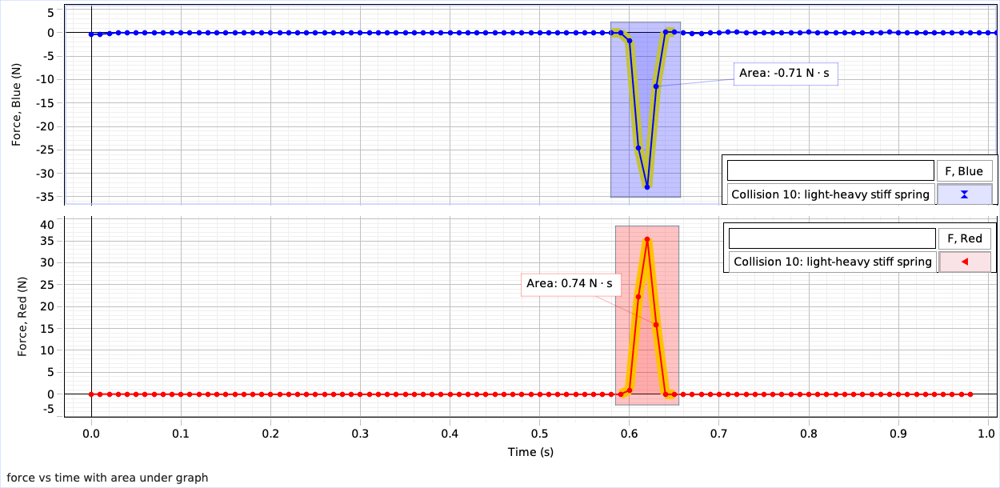 5
0
-5
-10
-15
-20
-25
-30
-35
Force, Blue (N)
Area: -0.71 N · s
F, Blue
Collision 10: light-heavy stiff spring
40
35
30
25
20
15
10
5
0
-5
Force, Red (N)
Area: 0.74 N · s
F, Red
Collision 10: light-heavy stiff spring
0.0 0.1 0.2 0.3 0.4 0.5 0.6 0.7 0.8 0.9 1.0
Time (s)
force vs time with area under graph